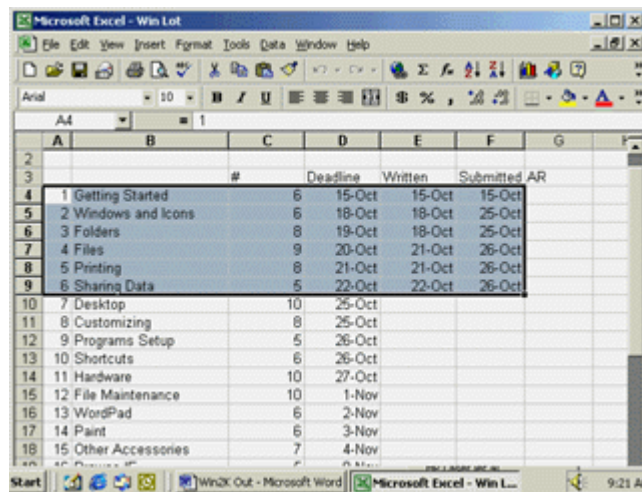 Microsoft Excel - Win Lot
File Edit View Insert Format Tools Data Window Help
Arial 10 B I U $ % ,
A4 = 1
A B C D E F G
2
3 # Deadline Written Submitted AR
4 1 Getting Started 6 15-Oct 15-Oct 15-Oct
5 2 Windows and Icons 6 18-Oct 18-Oct 25-Oct
6 3 Folders 8 19-Oct 18-Oct 25-Oct
7 4 Files 9 20-Oct 21-Oct 26-Oct
8 5 Printing 8 21-Oct 21-Oct 26-Oct
9 6 Sharing Data 5 22-Oct 22-Oct 26-Oct
10 7 Desktop 10 25-Oct
11 8 Customizing 8 25-Oct
12 9 Programs Setup 5 26-Oct
13 10 Shortcuts 6 26-Oct
14 11 Hardware 10 27-Oct
15 12 File Maintenance 10 1-Nov
16 13 WordPad 6 2-Nov
17 14 Paint 6 3-Nov
18 15 Other Accessories 7 4-Nov
Start Win2K Out - Microsoft Word Microsoft Excel - Win L... 9:21